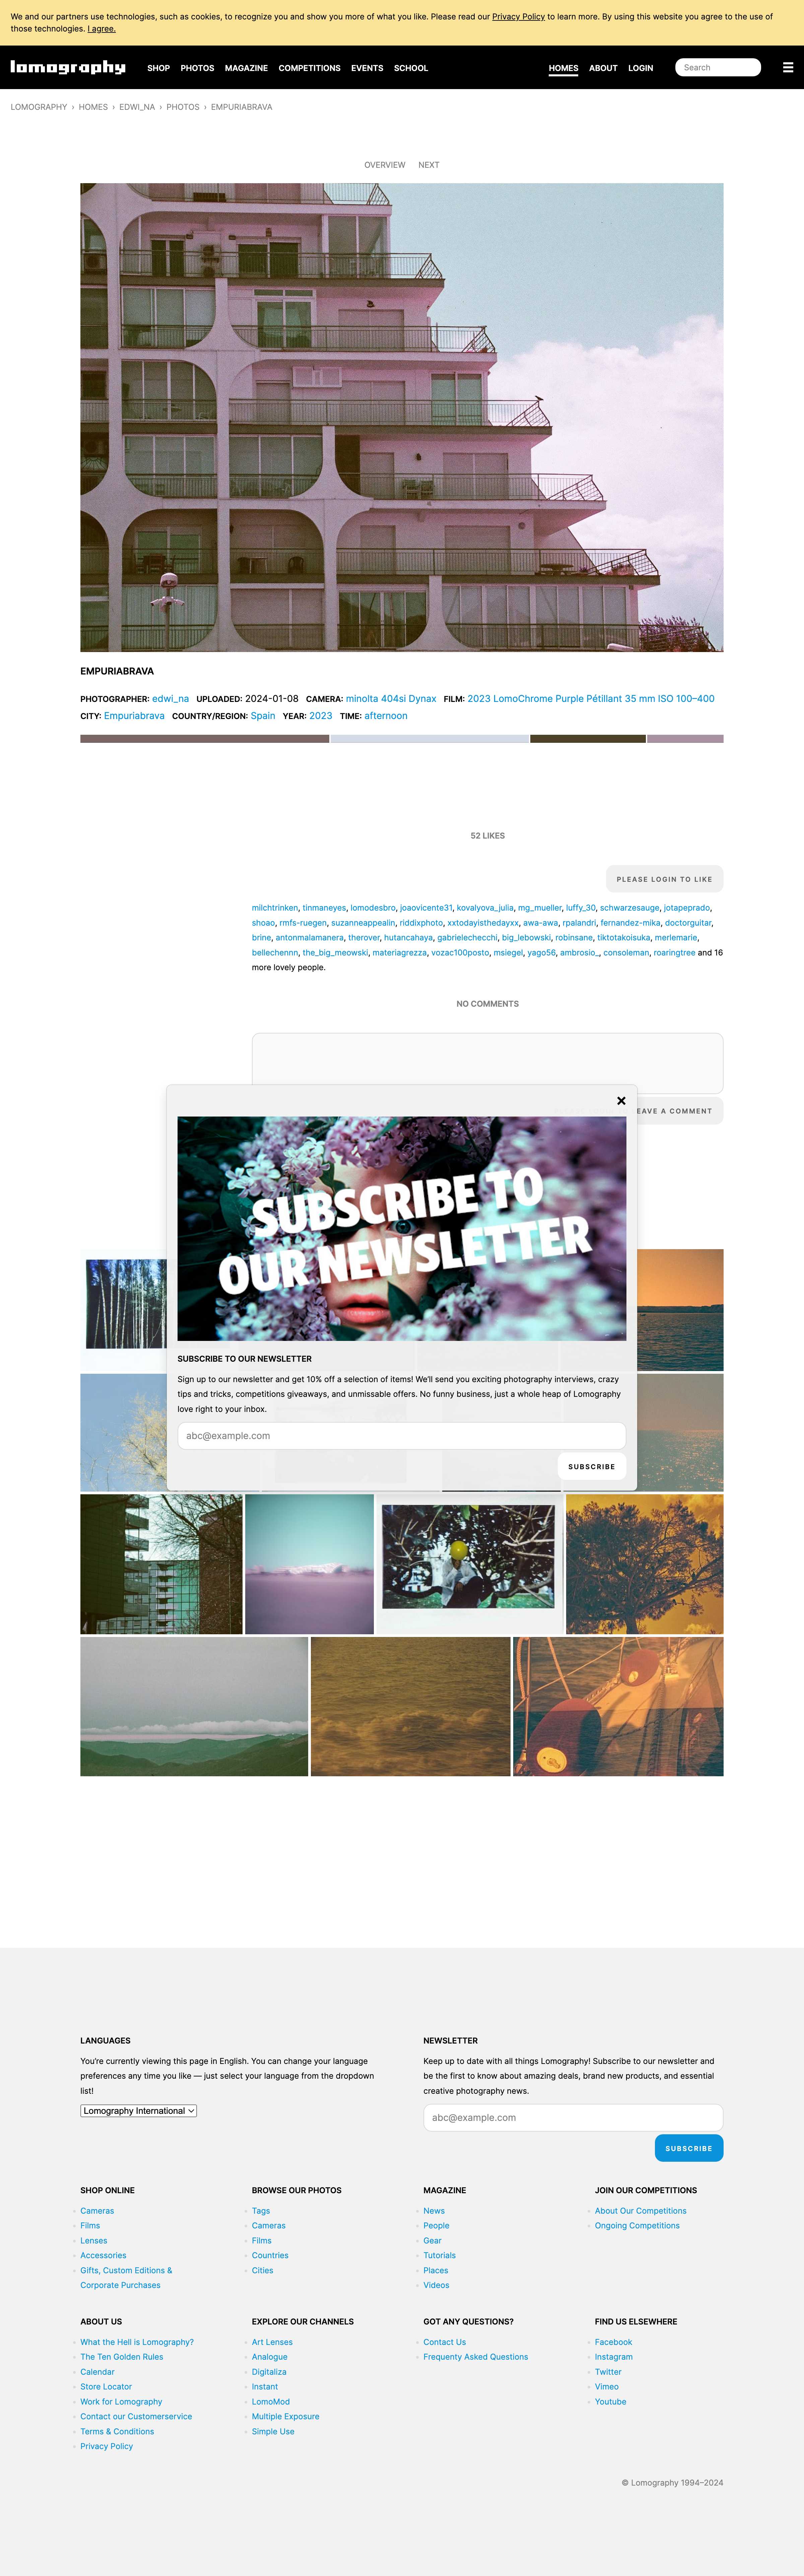 We and our partners use technologies, such as cookies, to recognize you and show you more of what you like. Please read our Privacy Policy to learn more. By using this website you agree to the use of
those technologies. I agree.
lomography
SHOP PHOTOS MAGAZINE COMPETITIONS EVENTS SCHOOL HOMES ABOUT LOGIN Search
LOMOGRAPHY › HOMES › EDWI_NA › PHOTOS › EMPURIABRAVA
OVERVIEW NEXT
EMPURIABRAVA
PHOTOGRAPHER: edwi_na UPLOADED: 2024-01-08 CAMERA: minolta 404si Dynax FILM: 2023 LomoChrome Purple Pétillant 35 mm ISO 100–400
CITY: Empuriabrava COUNTRY/REGION: Spain YEAR: 2023 TIME: afternoon
52 LIKES
PLEASE LOGIN TO LIKE
milchtrinken, tinmaneyes, lomodesbro, joaovicente31, kovalyova_julia, mg_mueller, luffy_30, schwarzesauge, jotapeprado,
shoao, rmfs-ruegen, suzanneappealin, riddixphoto, xxtodayisthedayxx, awa-awa, rpalandri, fernandez-mika, doctorguitar,
brine, antonmalamanera, therover, hutancahaya, gabrielechecchi, big_lebowski, robinsane, tiktotakoisuka, merlemarie,
bellechennn, the_big_meowski, materiagrezza, vozac100posto, msiegel, yago56, ambrosio_, consoleman, roaringtree and 16
more lovely people.
NO COMMENTS
EAVE A COMMENT
SUBSCRIBE TO
OUR NEWSLETTER
SUBSCRIBE TO OUR NEWSLETTER
Sign up to our newsletter and get 10% off a selection of items! We'll send you exciting photography interviews, crazy
tips and tricks, competitions giveaways, and unmissable offers. No funny business, just a whole heap of Lomography
love right to your inbox.
abc@example.com
SUBSCRIBE
LANGUAGES
You're currently viewing this page in English. You can change your language
preferences any time you like — just select your language from the dropdown
list!
Lomography International
NEWSLETTER
Keep up to date with all things Lomography! Subscribe to our newsletter and
be the first to know about amazing deals, brand new products, and essential
creative photography news.
abc@example.com
SUBSCRIBE
SHOP ONLINE
Cameras
Films
Lenses
Accessories
Gifts, Custom Editions &
Corporate Purchases
BROWSE OUR PHOTOS
Tags
Cameras
Films
Countries
Cities
MAGAZINE
News
People
Gear
Tutorials
Places
Videos
JOIN OUR COMPETITIONS
About Our Competitions
Ongoing Competitions
ABOUT US
What the Hell is Lomography?
The Ten Golden Rules
Calendar
Store Locator
Work for Lomography
Contact our Customerservice
Terms & Conditions
Privacy Policy
EXPLORE OUR CHANNELS
Art Lenses
Analogue
Digitaliza
Instant
LomoMod
Multiple Exposure
Simple Use
GOT ANY QUESTIONS?
Contact Us
Frequenty Asked Questions
FIND US ELSEWHERE
Facebook
Instagram
Twitter
Vimeo
Youtube
© Lomography 1994–2024